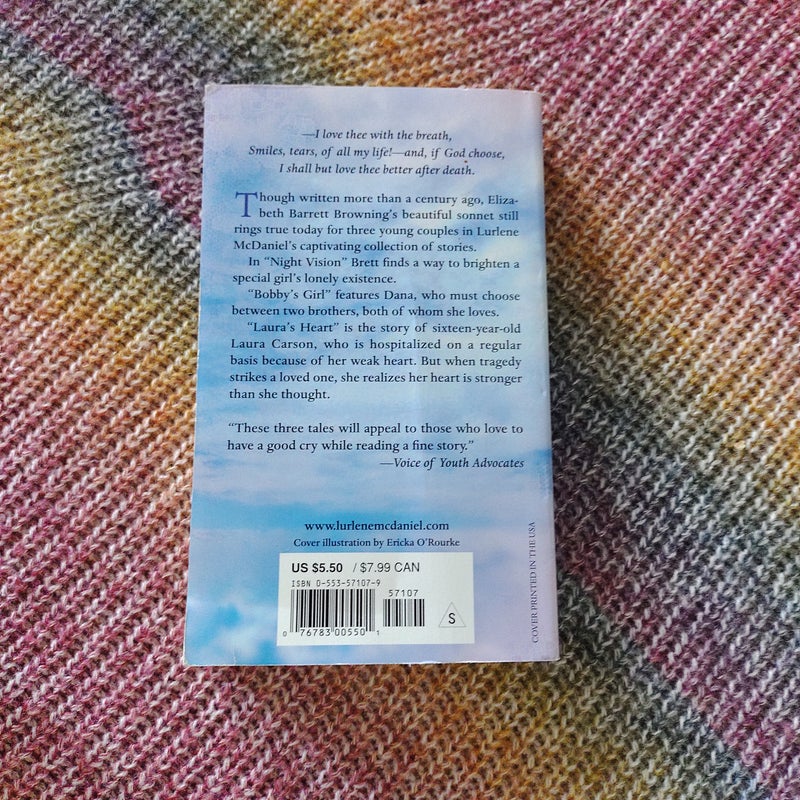 —I love thee with the breath,
Smiles, tears, of all my life!—and, if God choose,
I shall but love thee better after death.
Though written more than a century ago, Eliza-
beth Barrett Browning's beautiful sonnet still
rings true today for three young couples in Lurlene
McDaniel's captivating collection of stories.
In “Night Vision” Brett finds a way to brighten a
special girl's lonely existence.
“Bobby's Girl” features Dana, who must choose
between two brothers, both of whom she loves.
“Laura's Heart” is the story of sixteen-year-old
Laura Carson, who is hospitalized on a regular
basis because of her weak heart. But when tragedy
strikes a loved one, she realizes her heart is stronger
than she thought.
“These three tales will appeal to those who love to
have a good cry while reading a fine story.”
—Voice of Youth Advocates
www.lurlenemcdaniel.com
Cover illustration by Ericka O'Rourke
US $5.50 / $7.99 CAN
ISBN 0-553-57107-9
57107
0 76783 00550 1
S
COVER PRINTED IN THE USA